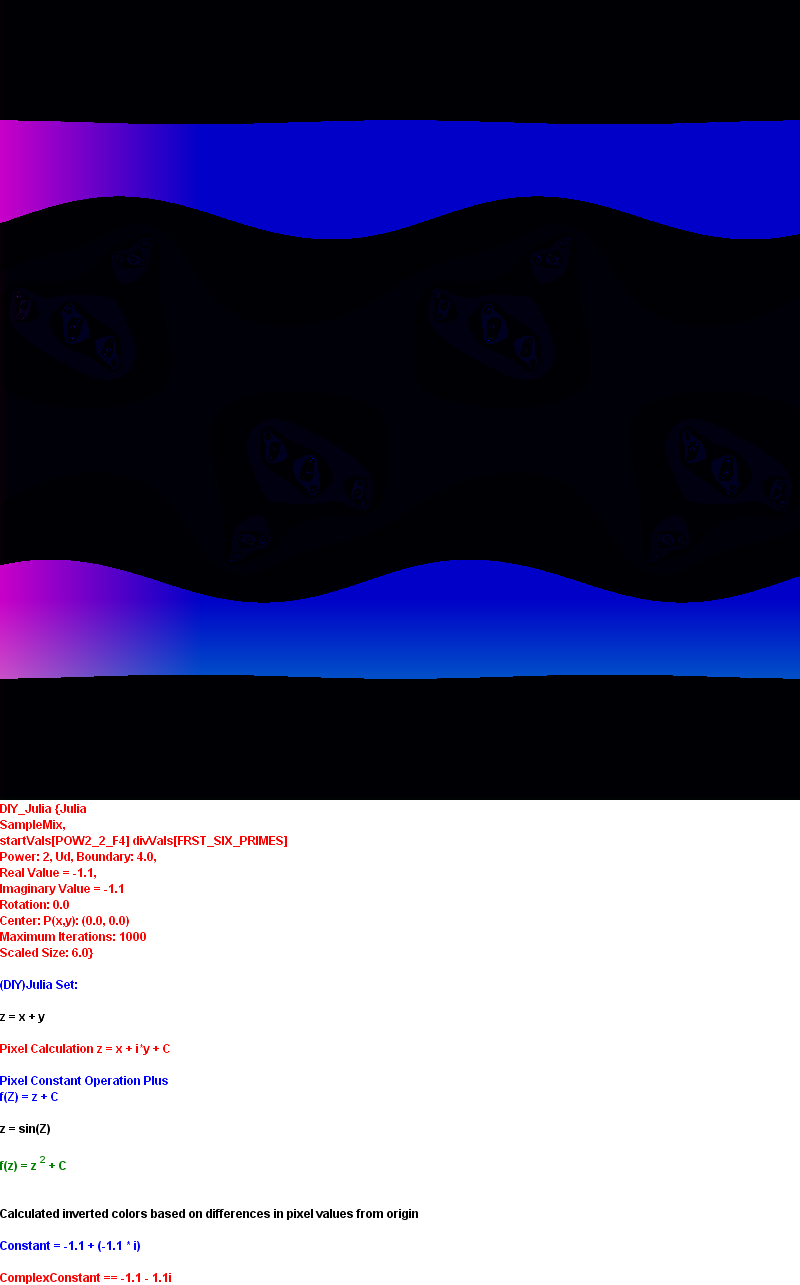 DIY_Julia {Julia
SampleMix,
startVals[POW2_2_F4] divVals[FRST_SIX_PRIMES]
Power: 2, Ud, Boundary: 4.0,
Real Value = -1.1,
Imaginary Value = -1.1
Rotation: 0.0
Center: P(x,y): (0.0, 0.0)
Maximum Iterations: 1000
Scaled Size: 6.0}
(DIY)Julia Set:
z = x + y
Pixel Calculation z = x + i*y + C
Pixel Constant Operation Plus
f(Z) = z + C
z = sin(Z)
f(z) = z 2 + C
Calculated inverted colors based on differences in pixel values from origin
Constant = -1.1 + (-1.1 * i)
ComplexConstant == -1.1 - 1.1i